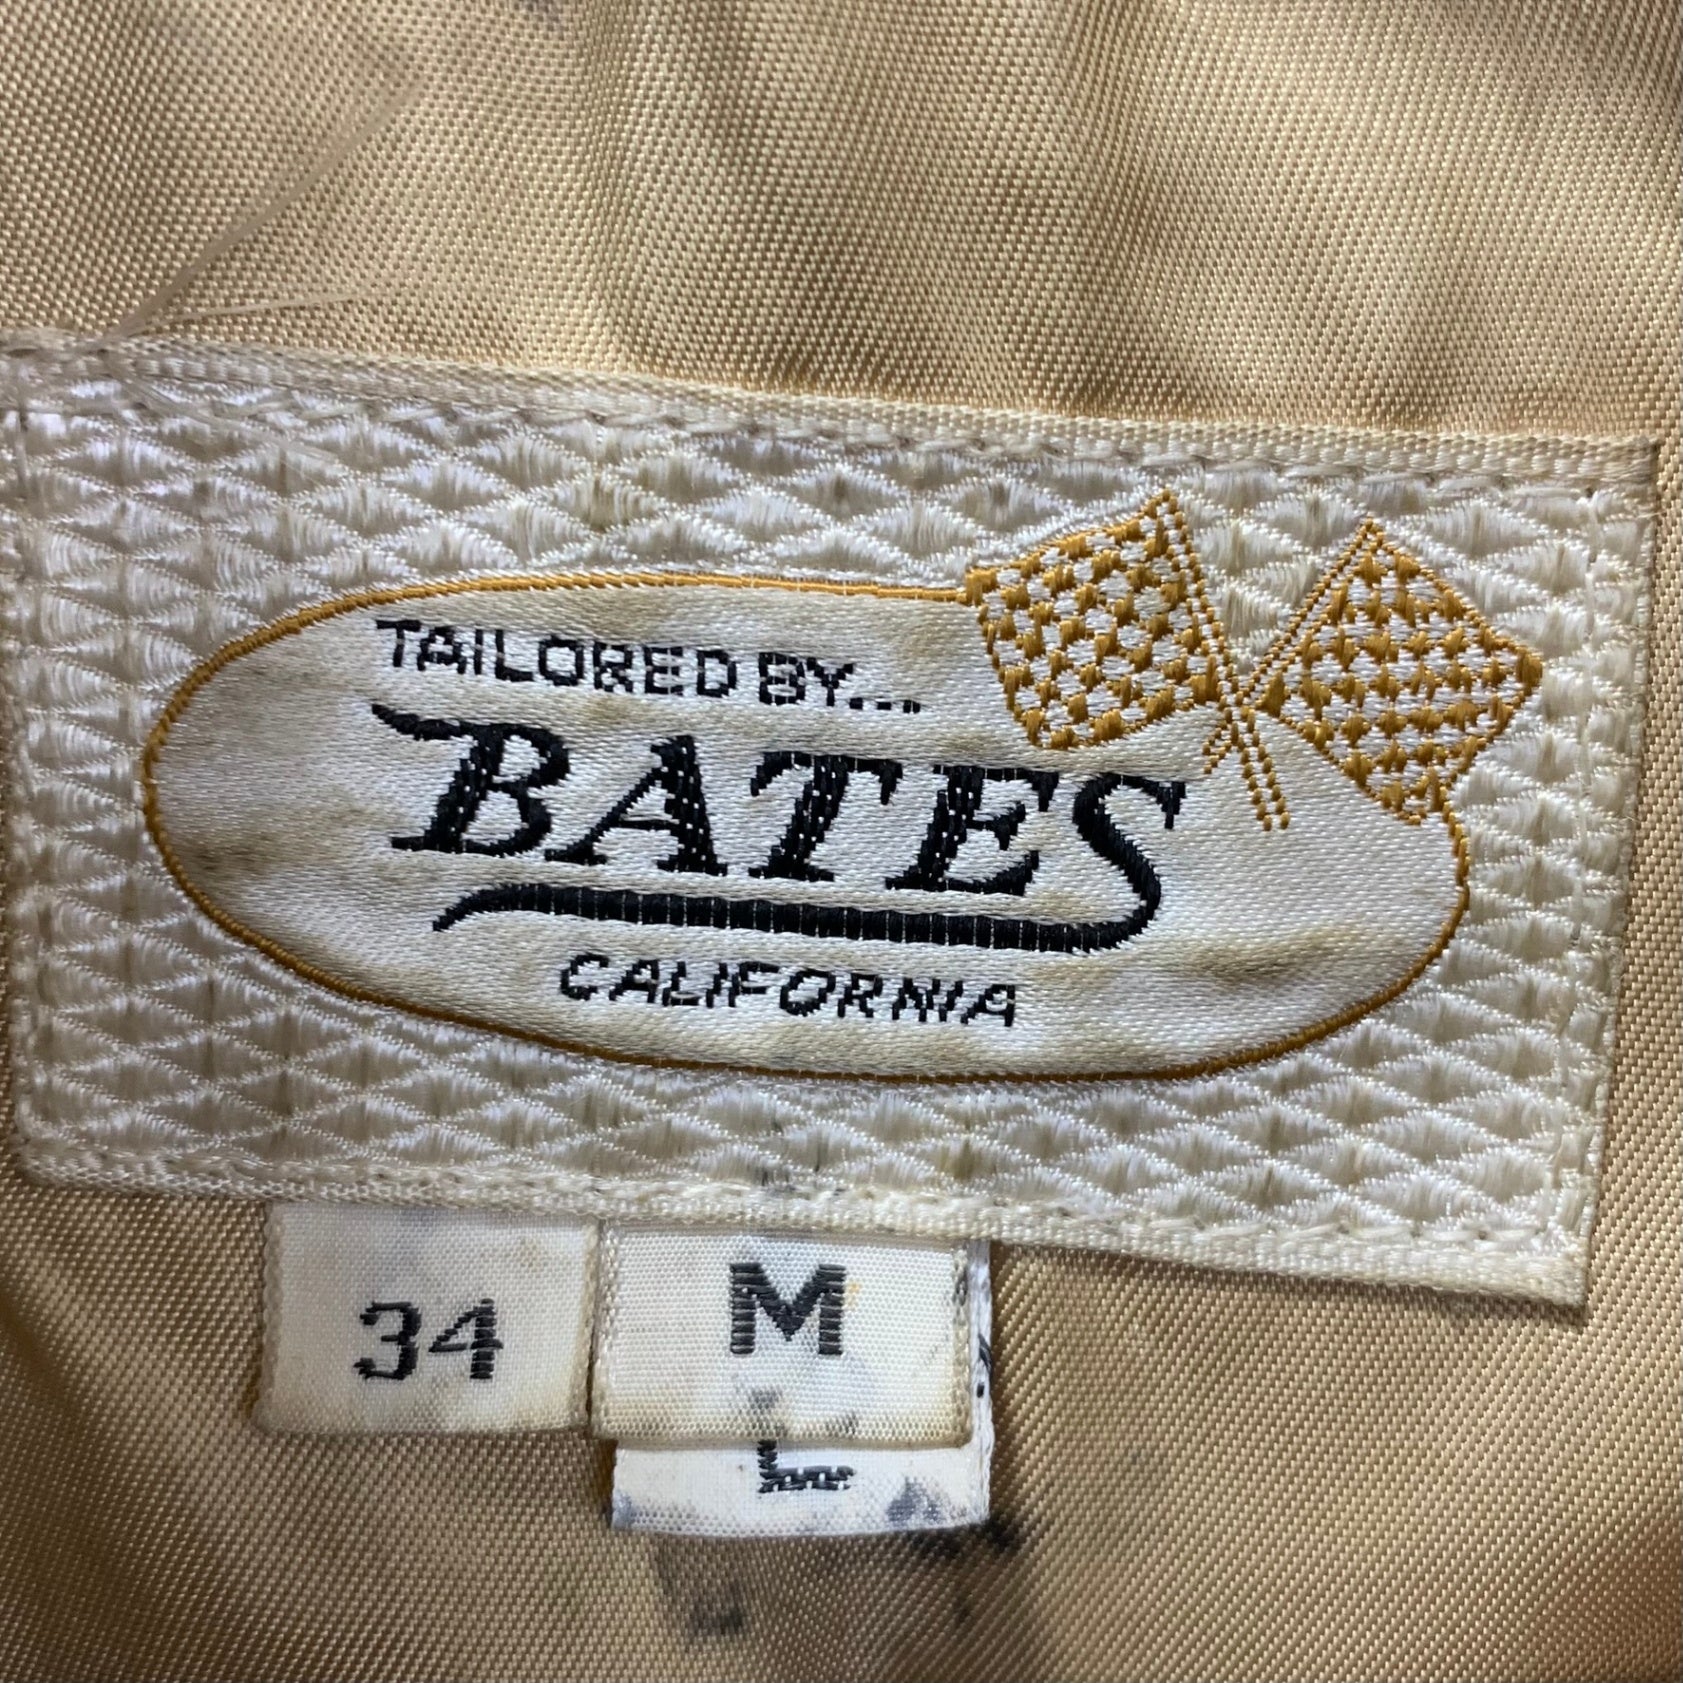 TAILORED BY...
BATES
CALIFORNIA
34
M
L